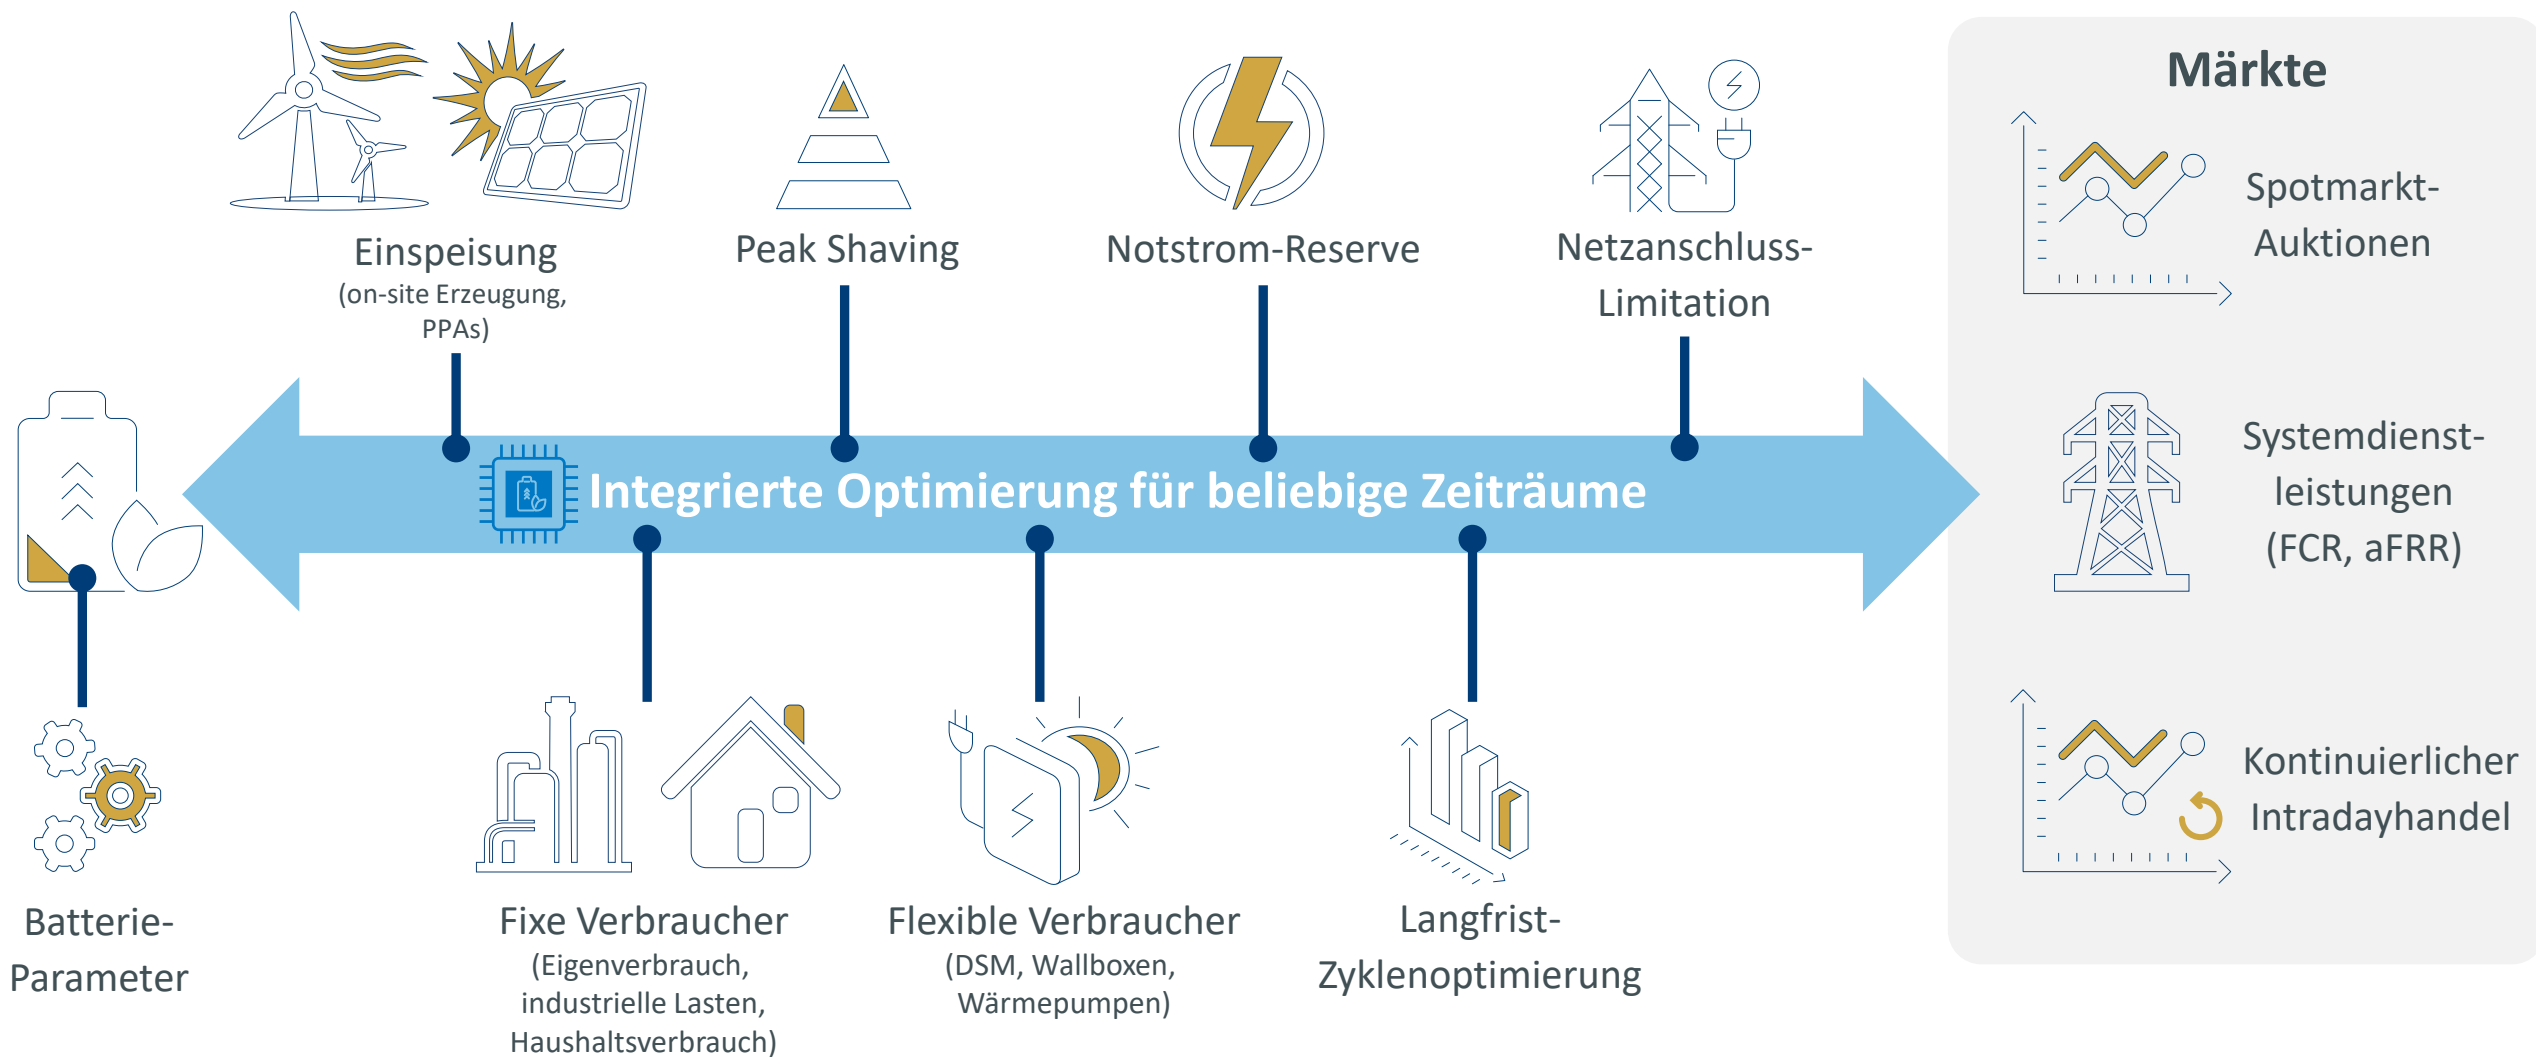 Einspeisung
(on-site Erzeugung,
PPAs)
Peak Shaving
Notstrom-Reserve
Netzanschluss-
Limitation
Integrierte Optimierung für beliebige Zeiträume
Batterie-
Parameter
Fixe Verbraucher
(Eigenverbrauch,
industrielle Lasten,
Haushaltsverbrauch)
Flexible Verbraucher
(DSM, Wallboxen,
Wärmepumpen)
Langfrist-
Zyklenoptimierung
Märkte
Spotmarkt-
Auktionen
Systemdienst-
leistungen
(FCR, aFRR)
Kontinuierlicher
Intradayhandel